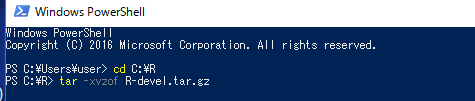 Windows PowerShell
Windows PowerShell
Copyright (C) 2016 Microsoft Corporation. All rights reserved.
PS C:¥Users¥user> cd C:¥R
PS C:¥R> tar -xvzof R-devel.tar.gz